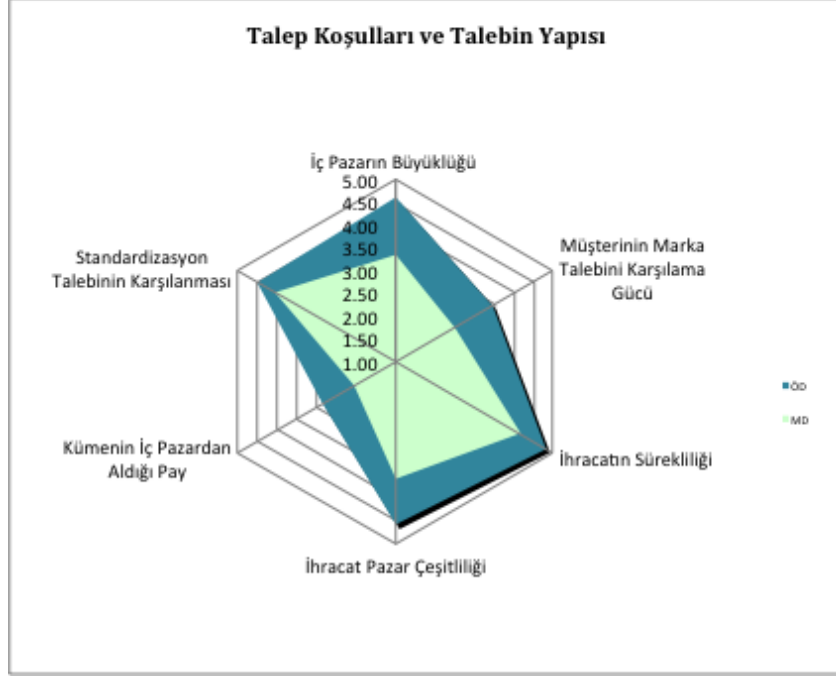 Talep Koşulları ve Talebin Yapısı
İç Pazarın Büyüklüğü
5.00
4.50
4.00
3.50
3.00
2.50
2.00
1.50
1.00
Müşterinin Marka
Talebini Karşılama
Gücü
İhracatın Sürekliliği
İhracat Pazar Çeşitliliği
Kümenin İç Pazardan
Aldığı Pay
Standardizasyon
Talebinin Karşılanması
ÖD
MD